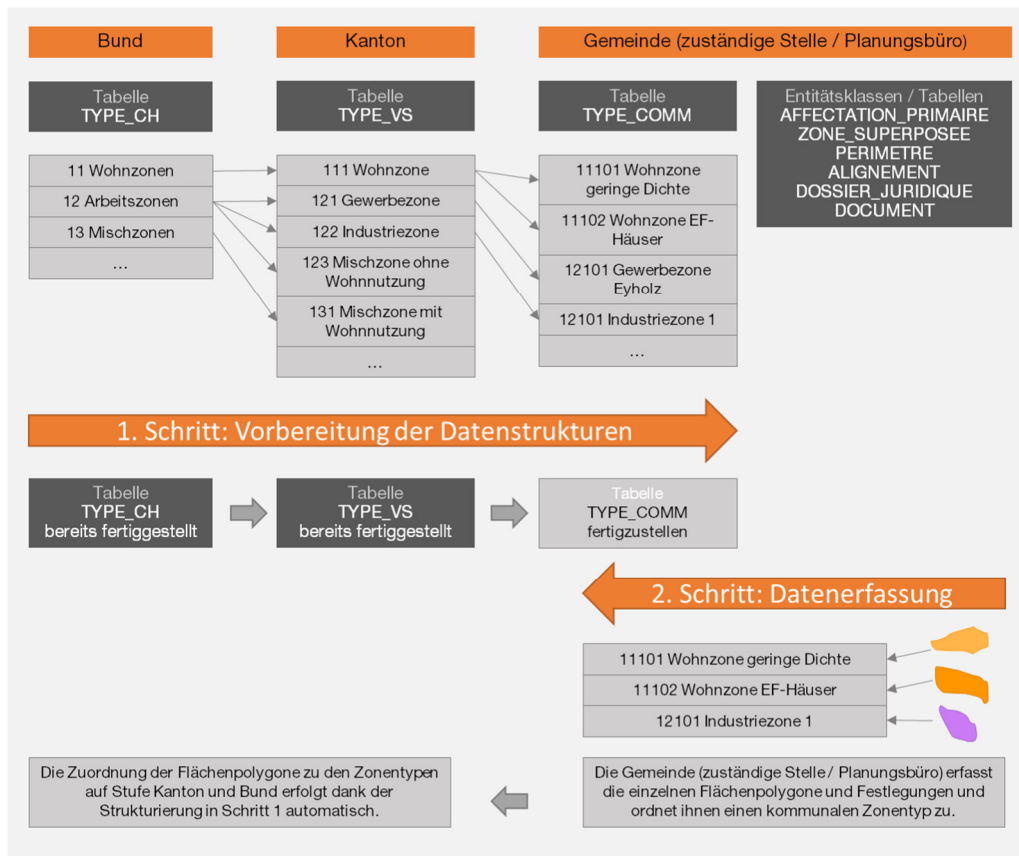 Bund
Kanton
Gemeinde (zuständige Stelle / Planungsbüro)
Tabelle
TYPE_CH
Tabelle
TYPE_VS
Tabelle
TYPE_COMM
Entitätsklassen / Tabellen
AFFECTATION_PRIMAIRE
ZONE_SUPERPOSEE
PERIMETRE
ALIGNEMENT
DOSSIER_JURIDIQUE
DOCUMENT
11 Wohnzonen
12 Arbeitszonen
13 Mischzonen
...
111 Wohnzone
121 Gewerbezone
122 Industriezone
123 Mischzone ohne
Wohnnutzung
131 Mischzone mit
Wohnnutzung
...
11101 Wohnzone
geringe Dichte
11102 Wohnzone EF-
Häuser
12101 Gewerbezone
Eyholz
12101 Industriezone 1
...
1. Schritt: Vorbereitung der Datenstrukturen
Tabelle
TYPE_CH
bereits fertiggestellt
Tabelle
TYPE_VS
bereits fertiggestellt
Tabelle
TYPE_COMM
fertigzustellen
2. Schritt: Datenerfassung
11101 Wohnzone geringe Dichte
11102 Wohnzone EF-Häuser
12101 Industriezone 1
Die Zuordnung der Flächenpolygone zu den Zonentypen
auf Stufe Kanton und Bund erfolgt dank der
Strukturierung in Schritt 1 automatisch.
Die Gemeinde (zuständige Stelle / Planungsbüro) erfasst
die einzelnen Flächenpolygone und Festlegungen und
ordnet ihnen einen kommunalen Zonentyp zu.